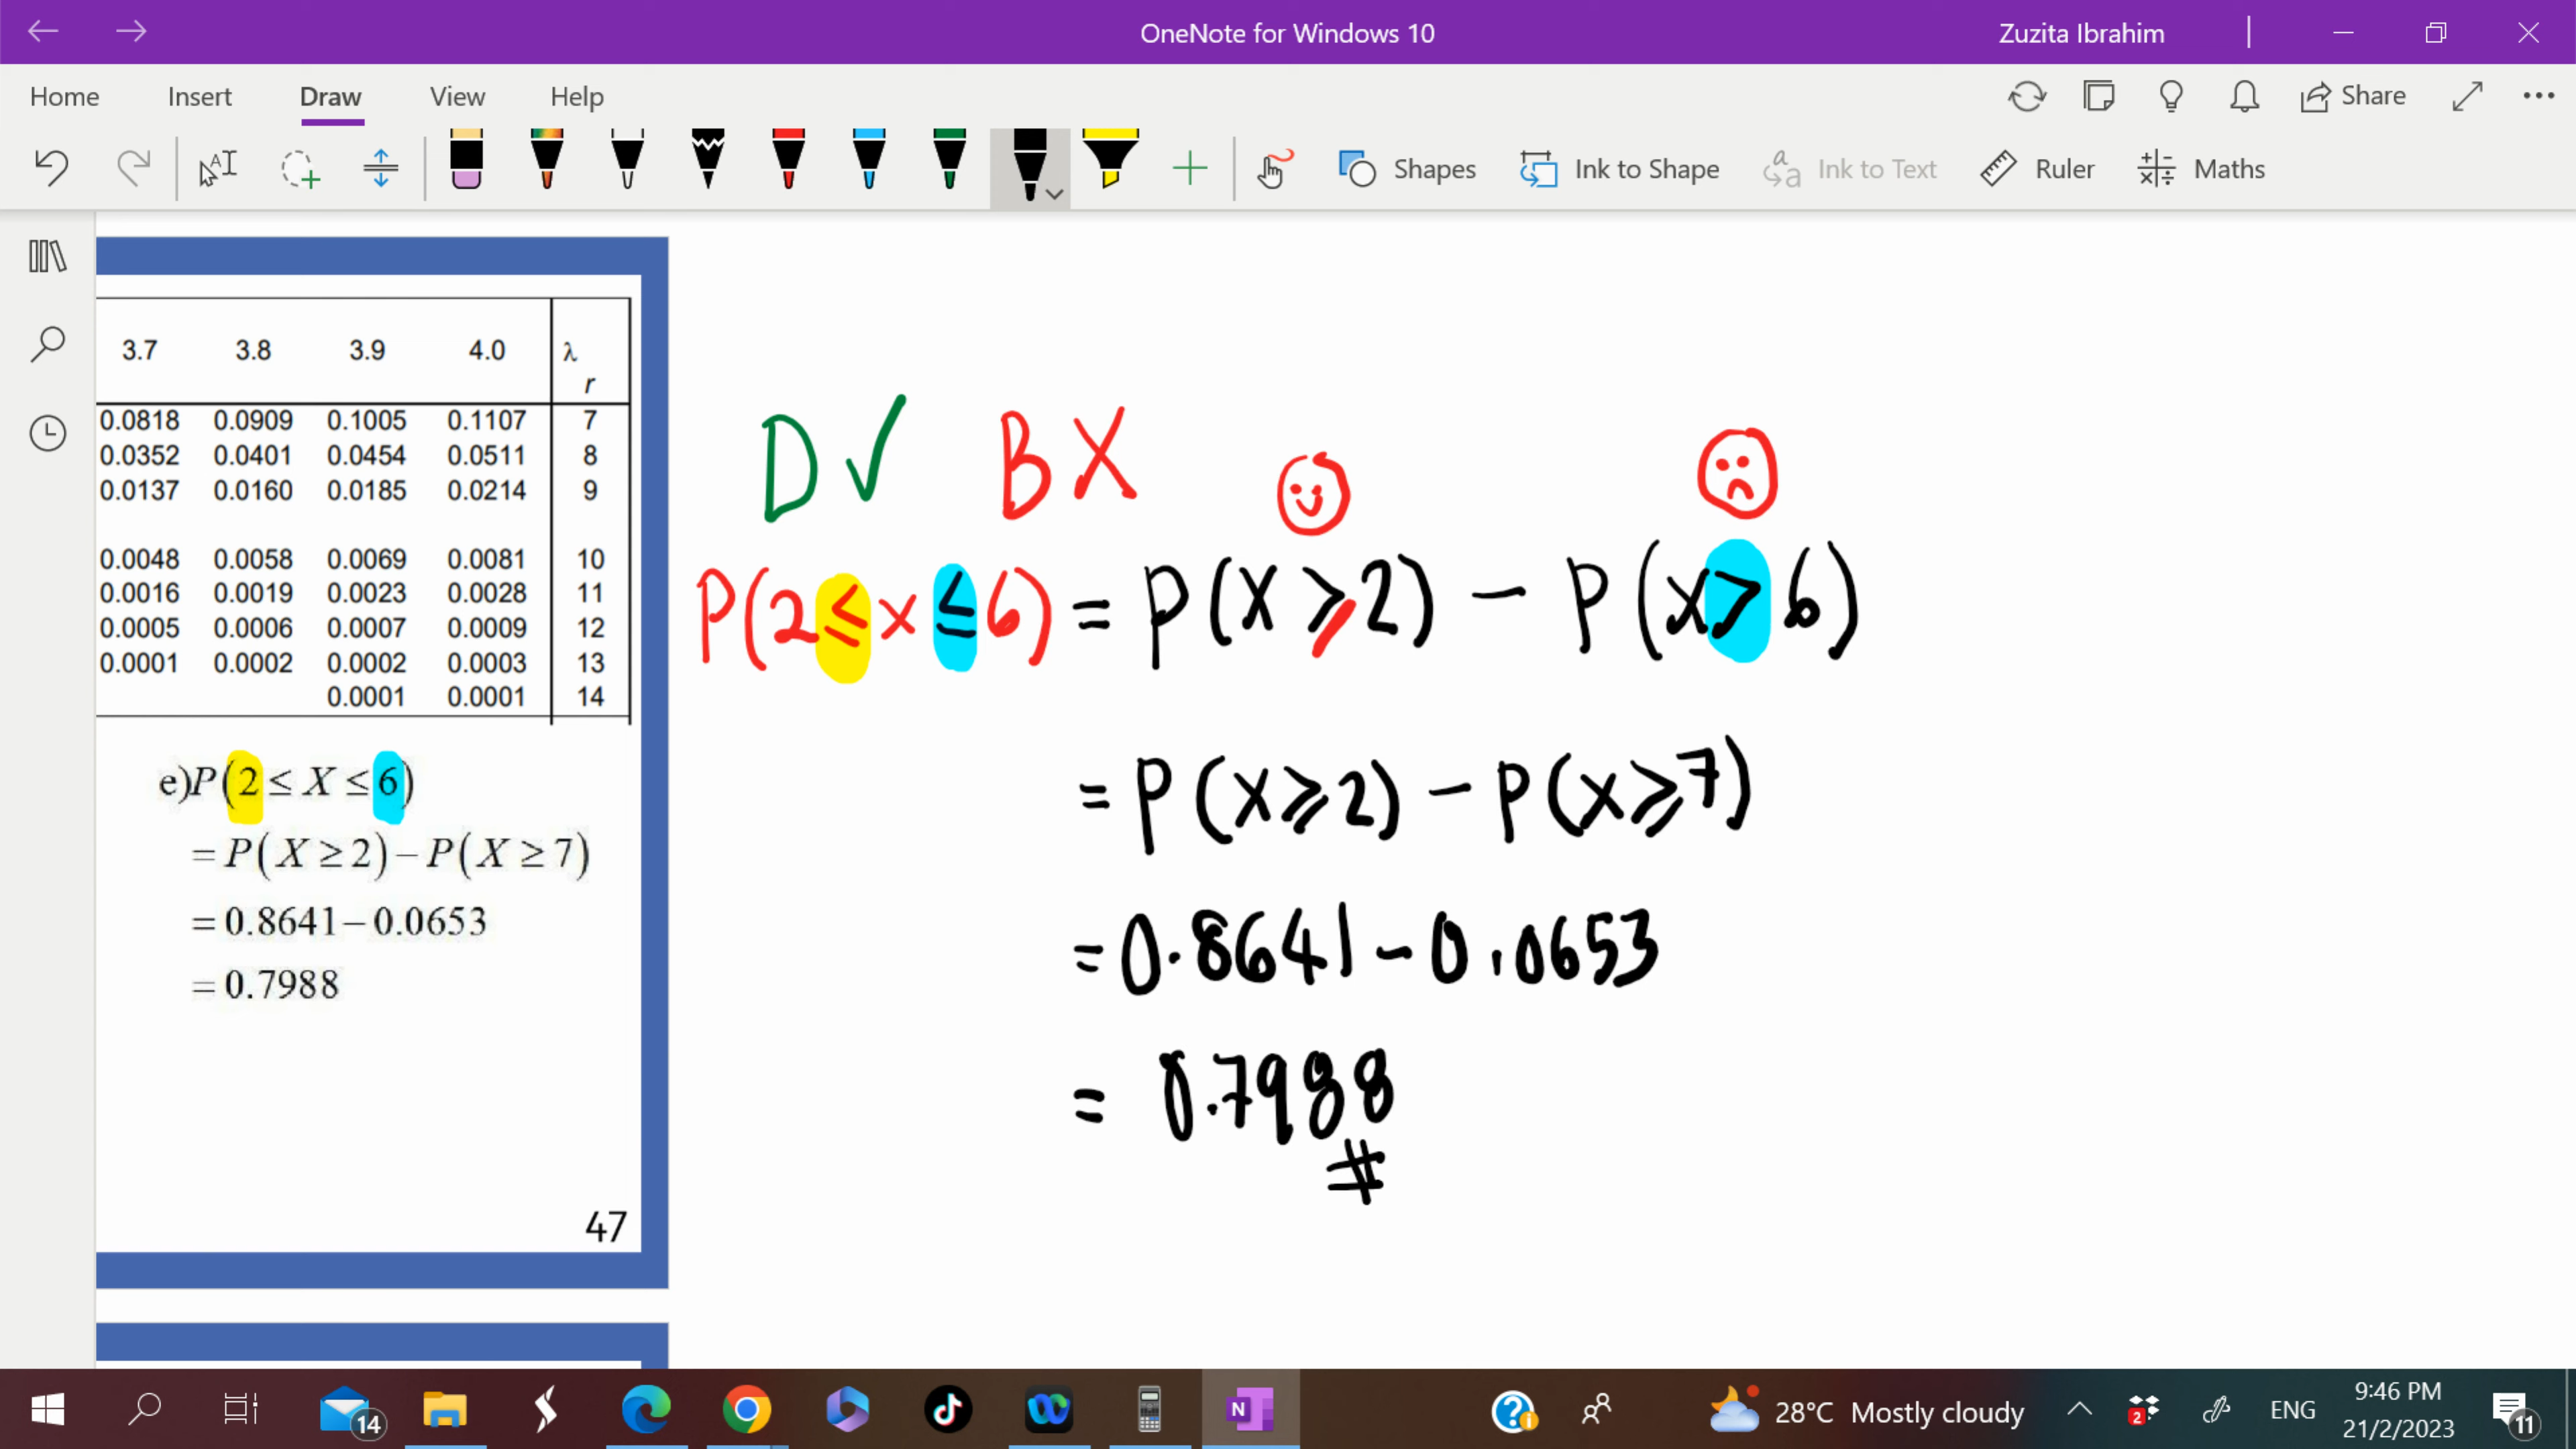 OneNote for Windows 10
Zuzita Ibrahim
Home Insert Draw View Help
Share
Shapes Ink to Shape Ink to Text Ruler Maths
3.7 3.8 3.9 4.0 λ
r
0.0818 0.0909 0.1005 0.1107 7
0.0352 0.0401 0.0454 0.0511 8
0.0137 0.0160 0.0185 0.0214 9
0.0048 0.0058 0.0069 0.0081 10
0.0016 0.0019 0.0023 0.0028 11
0.0005 0.0006 0.0007 0.0009 12
0.0001 0.0002 0.0002 0.0003 13
0.0001 0.0001 14
e)P(2 ≤ X ≤ 6)
= P(X ≥ 2) – P(X ≥ 7)
= 0.8641 – 0.0653
= 0.7988
47
D✓ BX
P(2 ≤ x ≤ 6) = P(X ≥ 2) – P(x > 6)
= P(X ≥ 2) – P(X ≥ 7)
= 0.8641 – 0.0653
= 0.7988
#
14
N
28°C Mostly cloudy
2
ENG
9:46 PM
21/2/2023
11